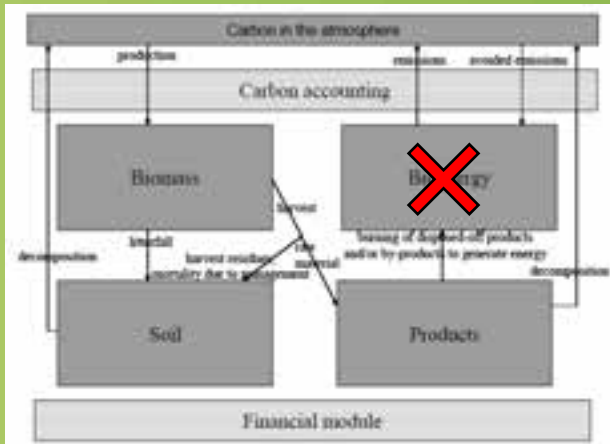 Carbon in the atmosphere
production
emissions
avoided emissions
Carbon accounting
Biomass
harvest
litterfall
burning of disposed-off products
and/or by-products to generate energy
decomposition
harvest residues
raw
material
mortality due to management
decomposition
Soil
Products
Financial module